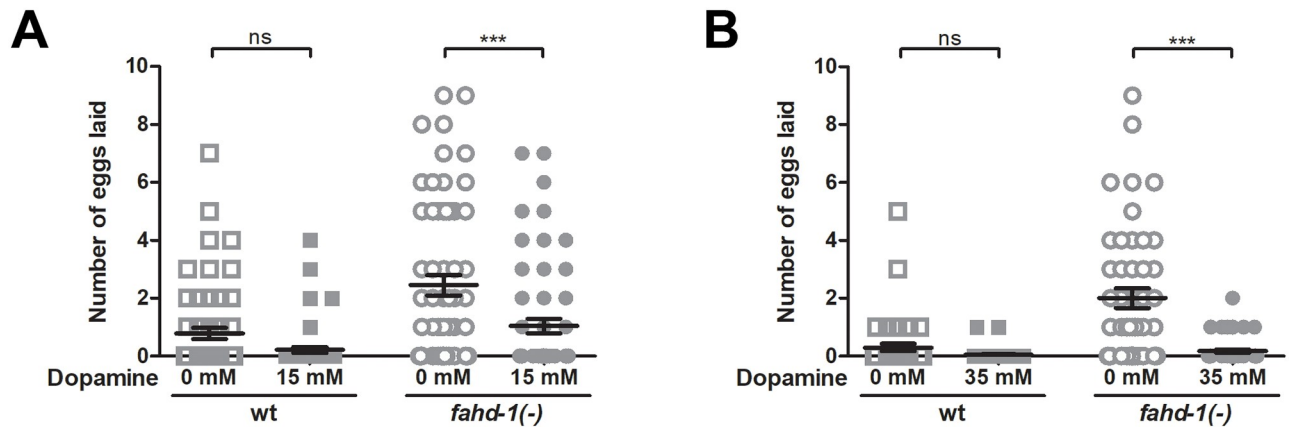 A
B
ns
***
ns
***
Number of eggs laid
10
8
6
4
2
0
Number of eggs laid
10
8
6
4
2
0
Dopamine 0 mM 15 mM 0 mM 15 mM
wt fahd-1(-)
Dopamine 0 mM 35 mM 0 mM 35 mM
wt fahd-1(-)